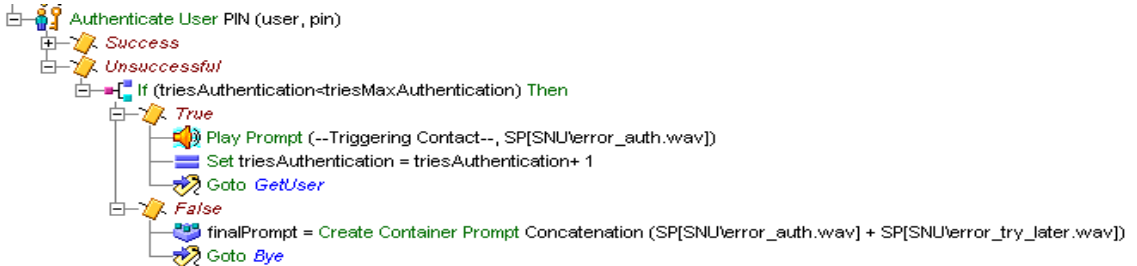 Authenticate User PIN (user, pin)
Success
Unsuccessful
If (triesAuthentication<triesMaxAuthentication) Then
True
Play Prompt (--Triggering Contact--, SP[SNU\error_auth.wav])
Set triesAuthentication = triesAuthentication+ 1
Goto GetUser
False
finalPrompt = Create Container Prompt Concatenation (SP[SNU\error_auth.wav] + SP[SNU\error_try_later.wav])
Goto Bye